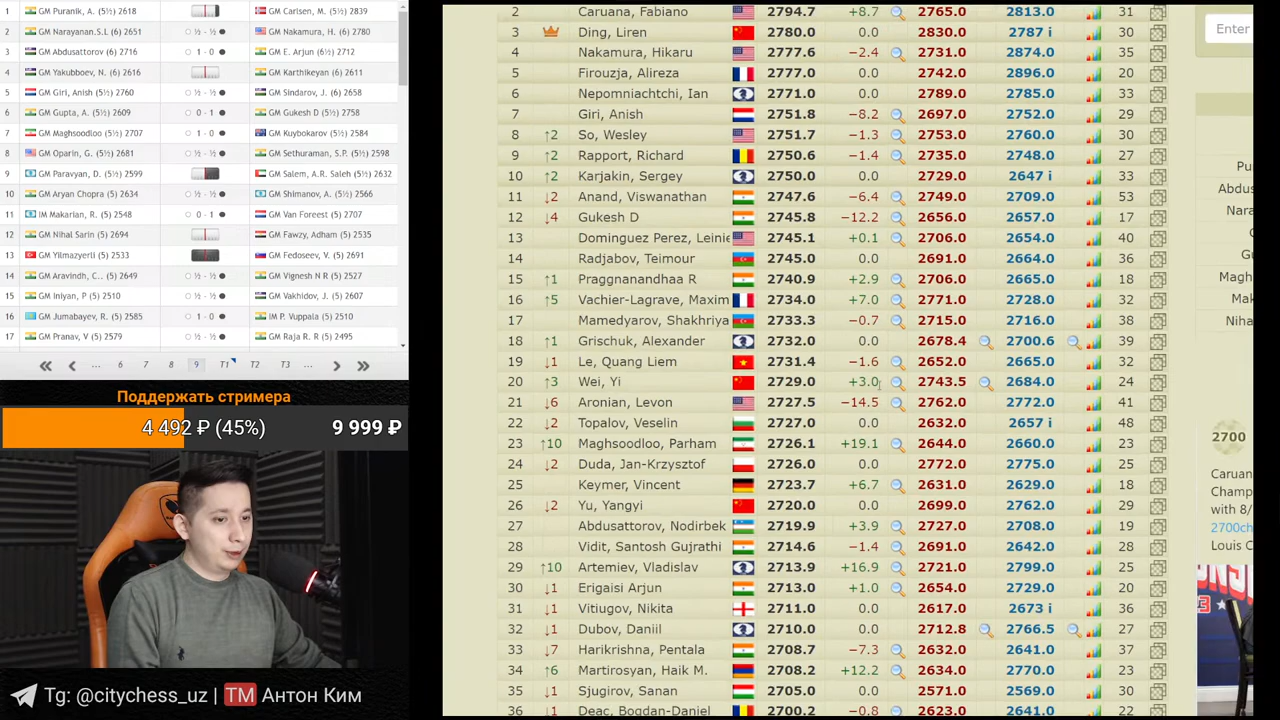 1 GM Puranik, A. (5½) 2618 GM Carlsen, M. (5½) 2839
2 GM Narayanan.S.L (6) ½ - ½ GM Nakamura, H. (6) 2780
3 GM Abdusattorov (6) 2716 1 - 0 GM E. Arjun (6½) 2712
4 GM Yakubboev, N. (6) 2616 GM Karthikeyan (6) 2611
5 GM Giri, Anish (5½) 2760 ½ - ½ GM Sindarov, J. (6) 2658
6 GM Gupta, A. (5½) ½ - ½ GM Gukesh D (5½)
7 GM Maghsoodloo (5½) 2707 1 - 0 GM Kuybokarov (5½) 2584
8 GM Oparin, G. (5½) ½ - ½ GM Sethuraman, S.P. (5½) 2598
9 GM Paravyan, D. (5) 2599 GM Salem, A.R. Saleh (5) 2632
10 GM Aryan Chopra (5) 2634 ½ - ½ GM Shimanov, A. (5) 2566
11 GM Makarian, R. (5) 0 - 1 GM Van Foreest (5) 2707
12 GM Nihal Sarin (5) 2694 GM Fawzy, Adham (5) 2535
13 FM Yilmazyerli (5) 2333 GM Fedoseev, V. (5) 2691
14 GM Aravindh, C... (5) 2649 ½ - ½ GM Vignesh N R (5) 2527
15 GM Iniyan, P (5) 2510 ½ - ½ GM Vakhidov, J. (5) 2607
16 GM Jumabayev, R. (5) 2585 1 - 0 IM P. Vuppala (5) 2510
17 GM Pranav, V (5) ½ - ½ (5) 2495
... 6 7 8 9 T1 T2 T3 ...
Поддержать стримера
4 492 ₽ (45%) 9 999 ₽
Tg: @citychess_uz | TM Антон Ким
2 Caruana, Fabiano 2794.7 +8.7 2765.0 2813.0 31
3 Ding, Liren 2780.0 0.0 2830.0 2787 i 30
4 Nakamura, Hikaru 2777.6 −2.4 2731.0 2874.0 35
5 Firouzja, Alireza 2777.0 0.0 2742.0 2896.0 20
6 Nepomniachtchi, Ian 2771.0 0.0 2789.0 2785.0 33
7 Giri, Anish 2751.8 −8.2 2697.0 2752.0 29
8 ↑2 So, Wesley 2751.7 −1.3 2753.0 2760.0 30
9 ↑2 Rapport, Richard 2750.6 −1.4 2735.0 2748.0 27
10 ↑2 Karjakin, Sergey 2750.0 0.0 2729.0 2647 i 33
11 ↓2 Anand, Viswanathan 2747.6 −6.4 2749.0 2709.0 53
12 ↓4 Gukesh D 2745.8 −12.2 2656.0 2657.0 17
13 Dominguez Perez, Leinie 2745.1 +0.1 2706.0 2654.0 40
14 Radjabov, Teimour 2745.0 0.0 2691.0 2664.0 36
15 Praggnanandhaa 2740.9 +2.9 2706.0 2665.0 18
16 ↑5 Vachier-Lagrave, Maxim 2734.0 +7.0 2771.0 2728.0 32
17 Mamedyarov, Shakhriya 2733.3 −0.7 2715.0 2716.0 38
18 ↑1 Grischuk, Alexander 2732.0 0.0 2678.4 2700.6 39
19 ↓1 Le, Quang Liem 2731.4 −1.6 2652.0 2665.0 32
20 ↑3 Wei, Yi 2729.0 +3.0 2743.5 2684.0 24
21 ↓6 Aronian, Levon 2727.5 −14.5 2762.0 2772.0 41
22 ↓2 Topalov, Veselin 2727.0 0.0 2632.0 2657 i 48
23 ↑10 Maghsoodloo, Parham 2726.1 +19.1 2644.0 2660.0 23
24 ↓2 Duda, Jan-Krzysztof 2726.0 0.0 2772.0 2775.0 25
25 Keymer, Vincent 2723.7 +6.7 2631.0 2629.0 18
26 ↓2 Yu, Yangyi 2720.0 0.0 2699.0 2762.0 29
27 Abdusattorov, Nodirbek 2719.9 +3.9 2727.0 2708.0 19
28 Vidit, Santosh Gujrathi 2714.6 −1.4 2691.0 2642.0 28
29 ↑10 Artemiev, Vladislav 2713.9 +16.9 2721.0 2799.0 25
30 ↓1 Erigaisi Arjun 2713.0 +1.0 2654.0 2729.0 20
31 ↓1 Vitiugov, Nikita 2711.0 0.0 2617.0 2673 i 36
32 ↓1 Dubov, Daniil 2710.0 0.0 2712.8 2766.5 27
33 ↓7 Harikrishna, Pentala 2708.7 −7.3 2632.0 2641.0 37
34 Martirosyan, Haik M. 2708.2 +12.2 2634.0 2770.0 23
35 ↓1 Sjugirov, Sanan 2705.0 0.0 2571.0 2569.0 30
36 Deac, Bogdan-Daniel 2700.2 −0.8 2623.0 2641.0 22
Enter
Pu
Abdus
Nara
G
Gu
Magh
Mak
Niha
2700
Caruan
Champ
with 8/
2700ch
Louis C